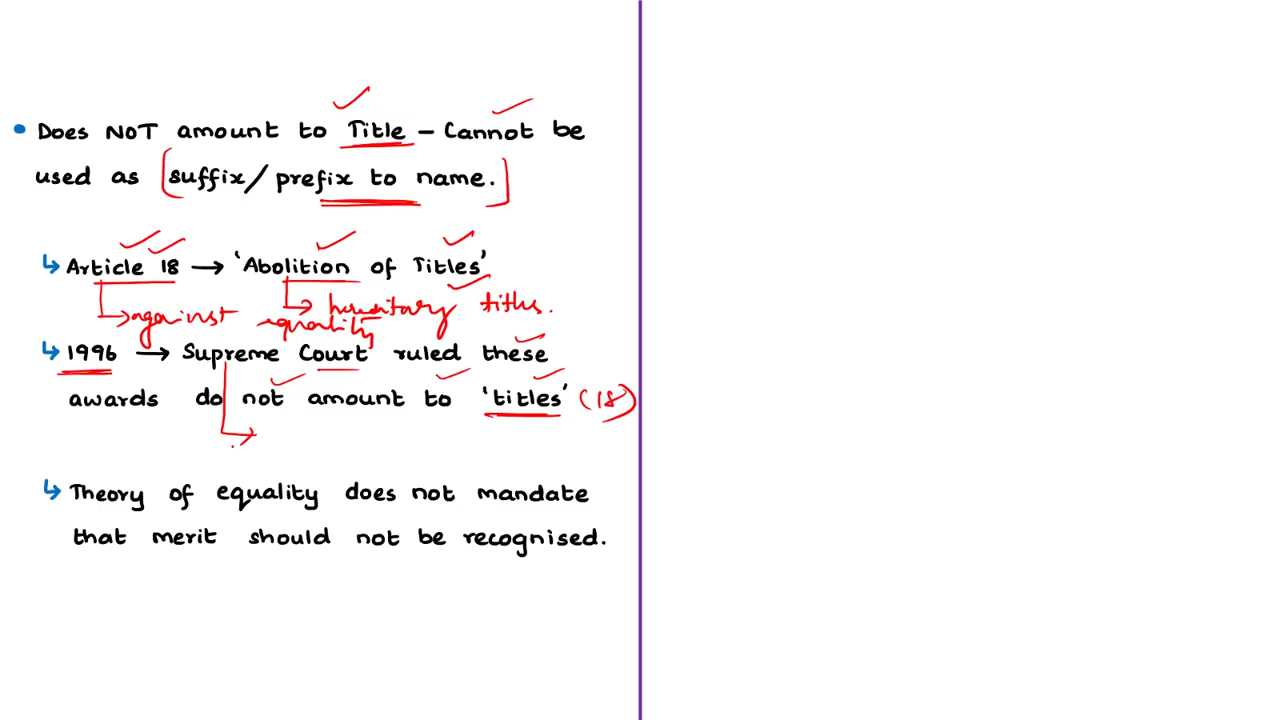 • Does NOT amount to Title – Cannot be
used as [suffix/prefix to name.]
↳ Article 18 → 'Abolition of Titles'
↳ hereditary titles.
↳ against equality
↳ 1996 → Supreme Court ruled these
awards do not amount to 'titles' (18)
↳ Theory of equality does not mandate
that merit should not be recognised.